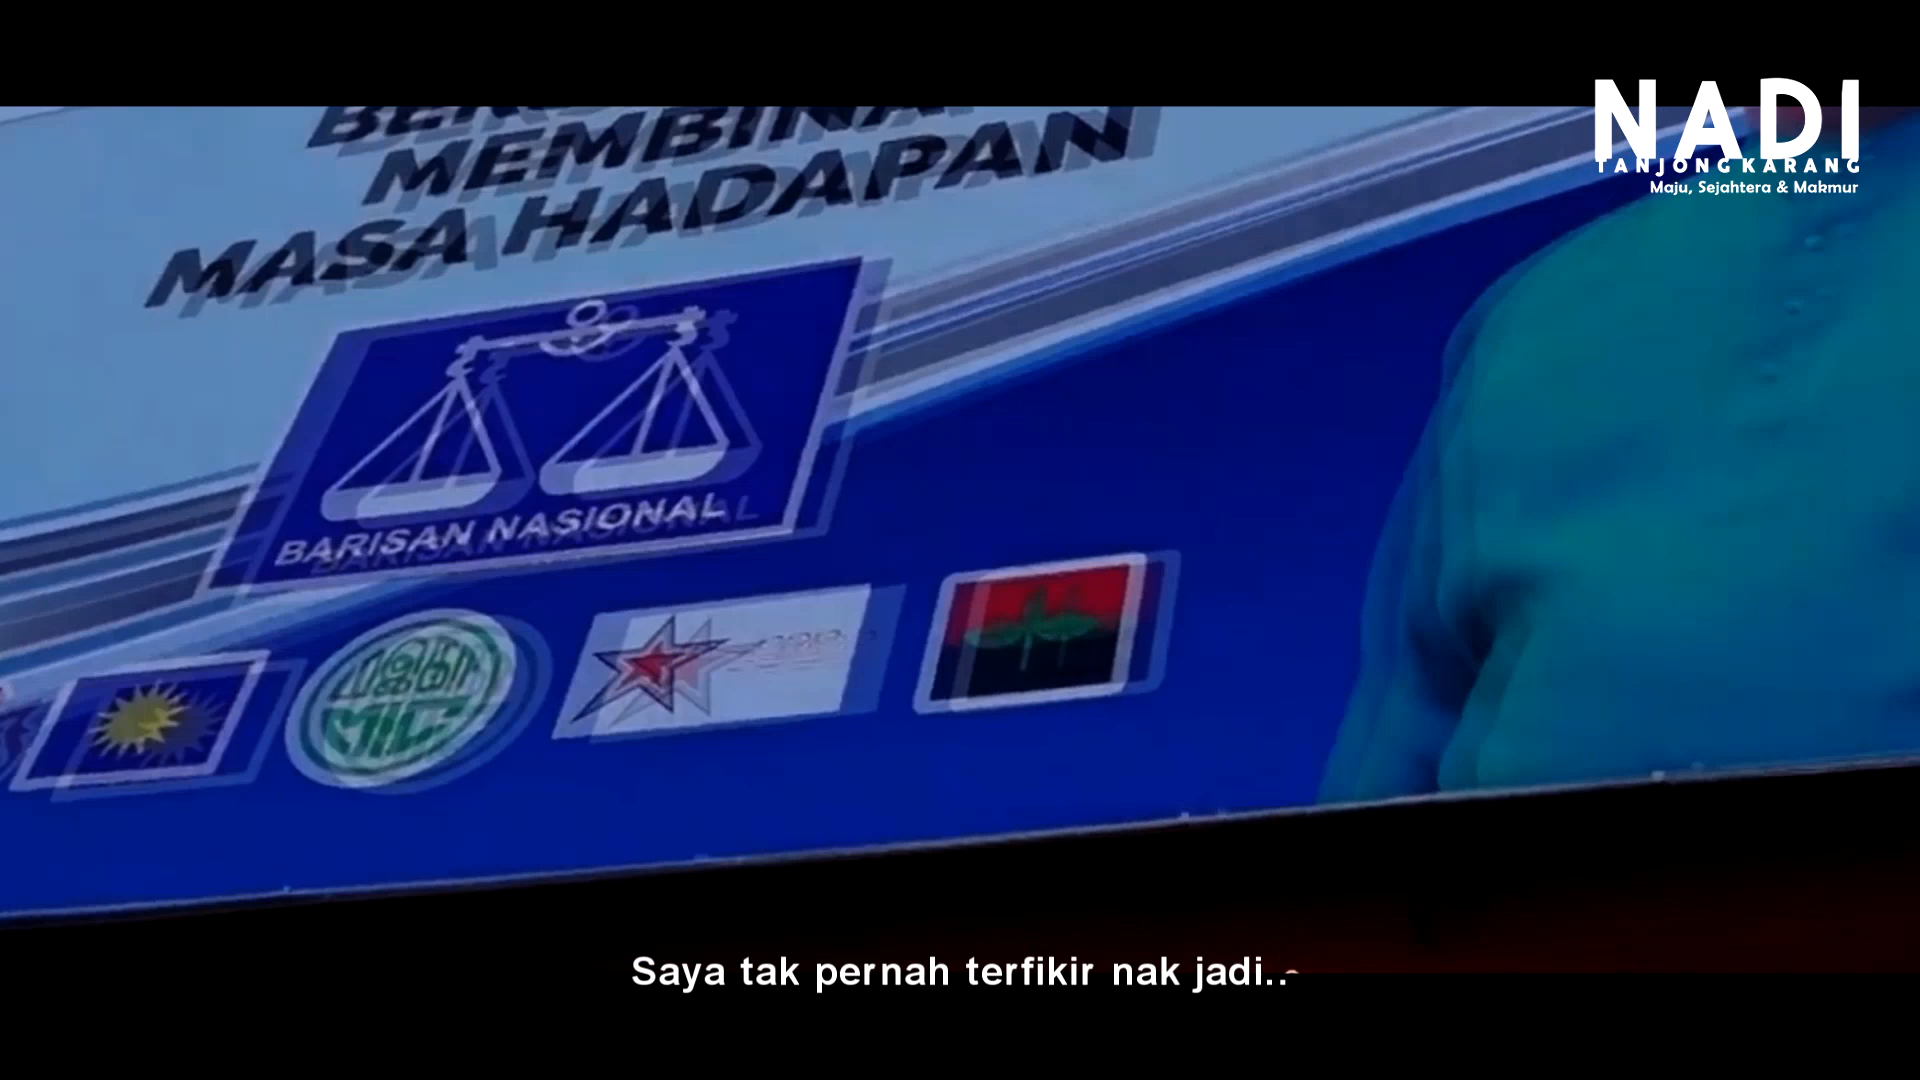 NADI
TANJONG KARANG
Maju, Sejahtera & Makmur
MEMBINA
MASA HADAPAN
BARISAN NASIONAL
Saya tak pernah terfikir nak jadi..